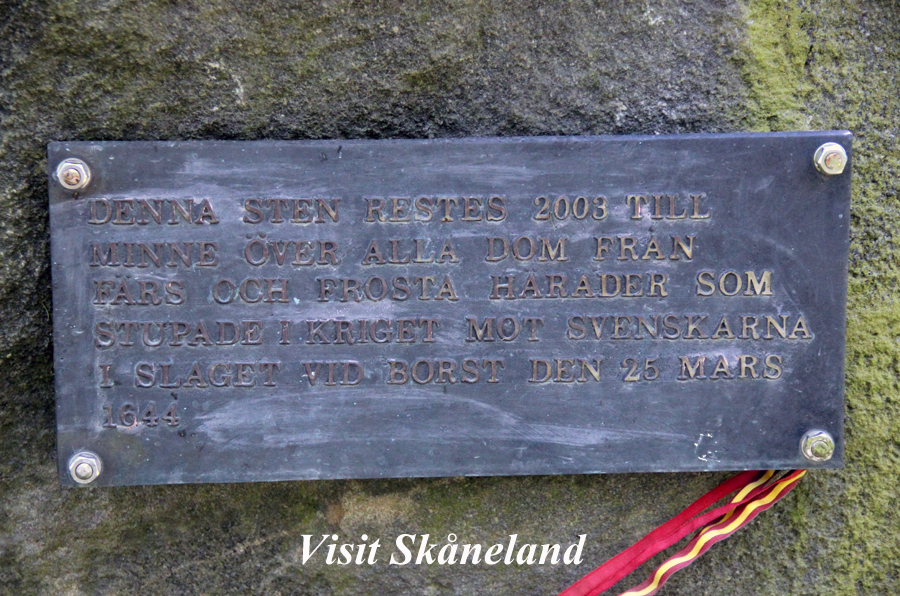 DENNA STEN RESTES 2003 TILL
MINNE ÖVER ALLA DOM FRÅN
FÄRS OCH FROSTA HÄRADER SOM
STUPADE I KRIGET MOT SVENSKARNA
I SLAGET VID BORST DEN 25 MARS
1644
Visit Skåneland